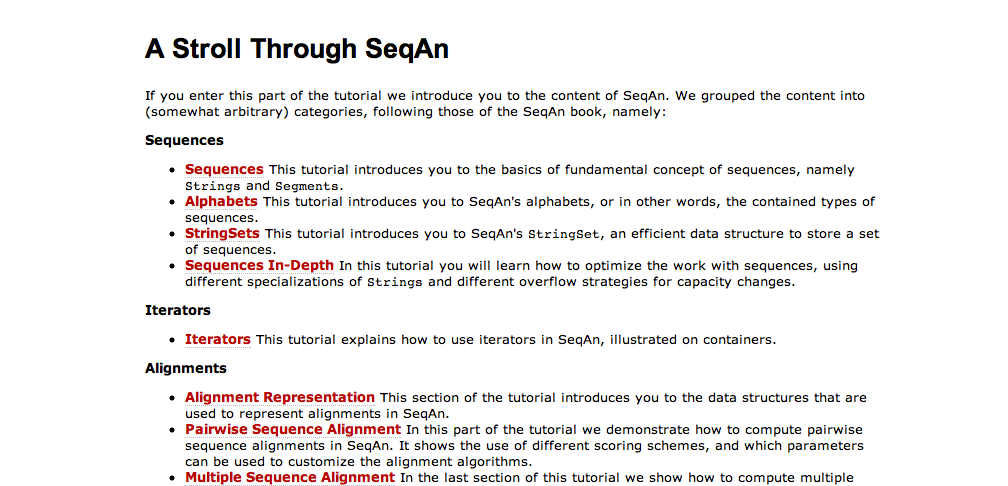 A Stroll Through SeqAn
If you enter this part of the tutorial we introduce you to the content of SeqAn. We grouped the content into
(somewhat arbitrary) categories, following those of the SeqAn book, namely:
Sequences
• Sequences This tutorial introduces you to the basics of fundamental concept of sequences, namely
Strings and Segments.
• Alphabets This tutorial introduces you to SeqAn's alphabets, or in other words, the contained types of
sequences.
• StringSets This tutorial introduces you to SeqAn's StringSet, an efficient data structure to store a set
of sequences.
• Sequences In-Depth In this tutorial you will learn how to optimize the work with sequences, using
different specializations of Strings and different overflow strategies for capacity changes.
Iterators
• Iterators This tutorial explains how to use iterators in SeqAn, illustrated on containers.
Alignments
• Alignment Representation This section of the tutorial introduces you to the data structures that are
used to represent alignments in SeqAn.
• Pairwise Sequence Alignment In this part of the tutorial we demonstrate how to compute pairwise
sequence alignments in SeqAn. It shows the use of different scoring schemes, and which parameters
can be used to customize the alignment algorithms.
• Multiple Sequence Alignment In the last section of this tutorial we show how to compute multiple